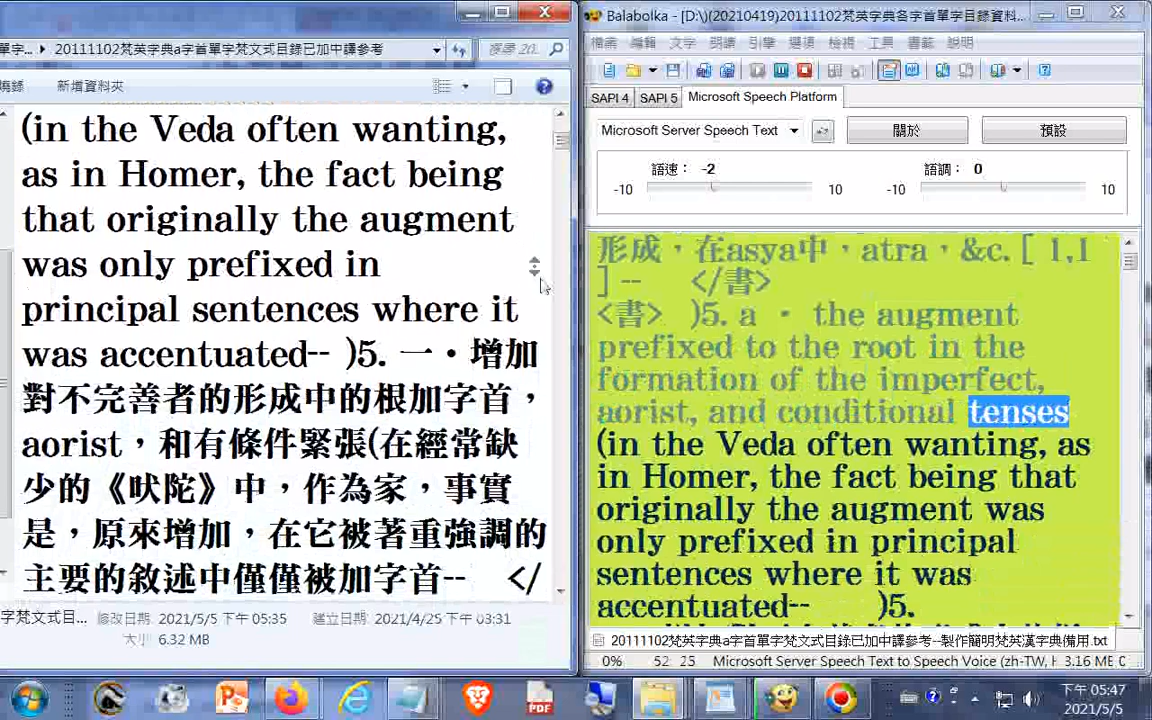 單字... ▸ 20111102梵英字典a字首單字梵文式目錄已加中譯參考
搜尋 20...
燒錄 新增資料夾
(in the Veda often wanting,
as in Homer, the fact being
that originally the augment
was only prefixed in
principal sentences where it
was accentuated-- )5. 一・增加
對不完善者的形成中的根加字首，
aorist，和有條件緊張(在經常缺
少的《吠陀》中，作為家，事實
是，原來增加，在它被著重強調的
主要的敘述中僅僅被加字首-- </
字梵文式目... 修改日期: 2021/5/5 下午 05:35 建立日期: 2021/4/25 下午 03:31
大小: 6.32 MB
Balabolka - [D:\)(20210419)20111102梵英字典各字首單字目錄資料...
檔案 編輯 文字 朗讀 引擎 選項 檢視 工具 書籤 說明
SAPI 4 SAPI 5 Microsoft Speech Platform
Microsoft Server Speech Text 關於 預設
語速： -2 語調： 0
-10 10 -10 10
形成，在asya中，atra，&c. [ 1,1
] -- </書>
<書> )5. a ・ the augment
prefixed to the root in the
formation of the imperfect,
aorist, and conditional tenses
(in the Veda often wanting, as
in Homer, the fact being that
originally the augment was
only prefixed in principal
sentences where it was
accentuated-- )5.
20111102梵英字典a字首單字梵文式目錄已加中譯參考--製作簡明梵英漢字典備用.txt
0% 52: 25 Microsoft Server Speech Text to Speech Voice (zh-TW, H 3.16 ME C
PDF
下午 05:47
2021/5/5